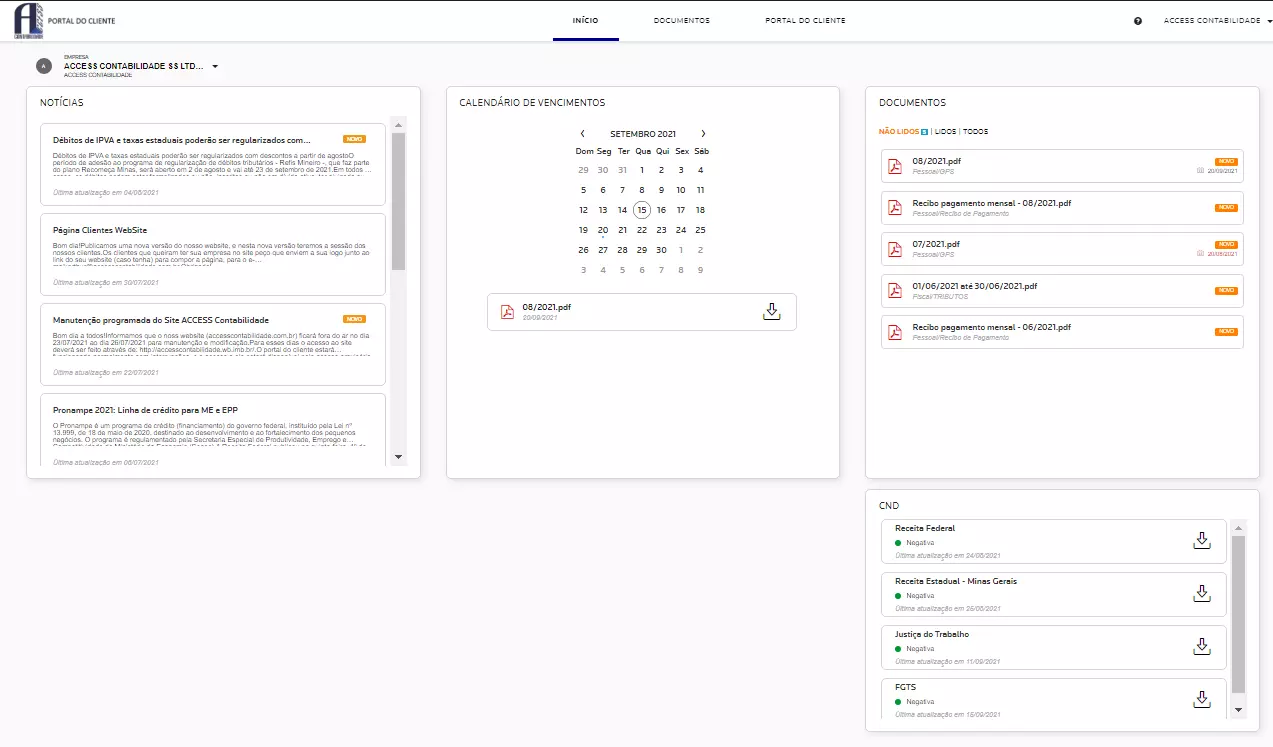 PORTAL DO CLIENTE
INÍCIO
DOCUMENTOS
PORTAL DO CLIENTE
ACCESS CONTABILIDADE
EMPRESA
A
ACCESS CONTABILIDADE SS LTD...
ACCESS CONTABILIDADE
NOTÍCIAS
Débitos de IPVA e taxas estaduais poderão ser regularizados com...
NOVO
Débitos de IPVA e taxas estaduais poderão ser regularizados com descontos a partir de agostoO
período de adesão ao programa de regularização de débitos tributários - Refis Mineiro -, que faz parte
do plano Recomeça Minas, será aberto em 2 de agosto e vai até 23 de setembro de 2021.Em todos ...
Última atualização em 04/08/2021
Página Clientes WebSite
Bom dia!Publicamos uma nova versão do nosso website, e nesta nova versão teremos a sessão dos
nossos clientes.Os clientes que queiram ter sua empresa no site peço que enviem a sua logo junto ao
link do seu website (caso tenha) para compor a página, para o e-...
Última atualização em 30/07/2021
Manutenção programada do Site ACCESS Contabilidade
NOVO
Bom dia a todos!Informamos que o noss website (accesscontabilidade.com.br) ficará fora do ar no dia
23/07/2021 ao dia 26/07/2021 para manutenção e modificação.Para esses dias o acesso ao site
deverá ser feito através de: http://accesscontabilidade.wb.imb.br/.O portal do cliente estará...
Última atualização em 22/07/2021
Pronampe 2021: Linha de crédito para ME e EPP
O Pronampe é um programa de crédito (financiamento) do governo federal, instituído pela Lei nº
13.999, de 18 de maio de 2020, destinado ao desenvolvimento e ao fortalecimento dos pequenos
negócios. O programa é regulamentado pela Secretaria Especial de Produtividade, Emprego e...
Última atualização em 06/07/2021
CALENDÁRIO DE VENCIMENTOS
SETEMBRO 2021
Dom Seg Ter Qua Qui Sex Sáb
29 30 31 1 2 3 4
5 6 7 8 9 10 11
12 13 14 15 16 17 18
19 20 21 22 23 24 25
26 27 28 29 30 1 2
3 4 5 6 7 8 9
08/2021.pdf
20/09/2021
DOCUMENTOS
NÃO LIDOS 5 | LIDOS | TODOS
08/2021.pdf
NOVO
Pessoal/GPS
20/09/2021
Recibo pagamento mensal - 08/2021.pdf
NOVO
Pessoal/Recibo de Pagamento
07/2021.pdf
NOVO
Pessoal/GPS
20/08/2021
01/06/2021 até 30/06/2021.pdf
NOVO
Fiscal/TRIBUTOS
Recibo pagamento mensal - 06/2021.pdf
NOVO
Pessoal/Recibo de Pagamento
CND
Receita Federal
Negativa
Última atualização em 24/08/2021
Receita Estadual - Minas Gerais
Negativa
Última atualização em 26/08/2021
Justiça do Trabalho
Negativa
Última atualização em 11/09/2021
FGTS
Negativa
Última atualização em 15/09/2021